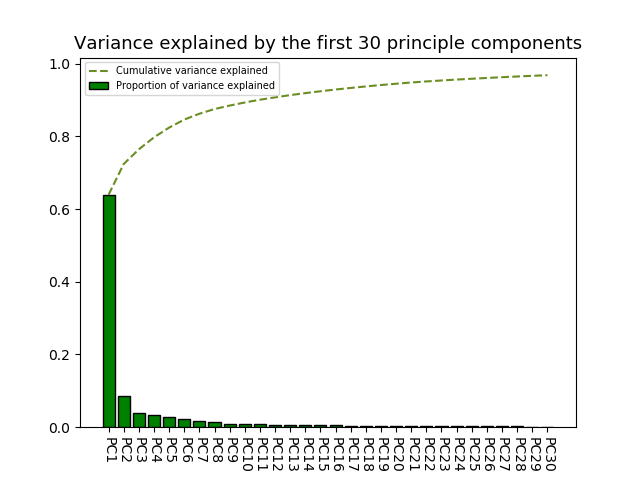 Variance explained by the first 30 principle components
1.0
0.8
0.6
0.4
0.2
0.0
Cumulative variance explained
Proportion of variance explained
PC1
PC2
PC3
PC4
PC5
PC6
PC7
PC8
PC9
PC10
PC11
PC12
PC13
PC14
PC15
PC16
PC17
PC18
PC19
PC20
PC21
PC22
PC23
PC24
PC25
PC26
PC27
PC28
PC29
PC30